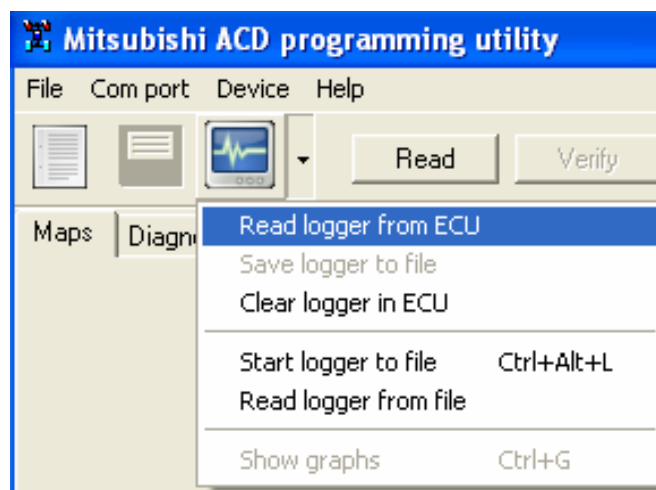 Mitsubishi ACD programming utility
File Com port Device Help
Read Verify
Maps
Read logger from ECU
Save logger to file
Clear logger in ECU
Start logger to file Ctrl+Alt+L
Read logger from file
Show graphs Ctrl+G